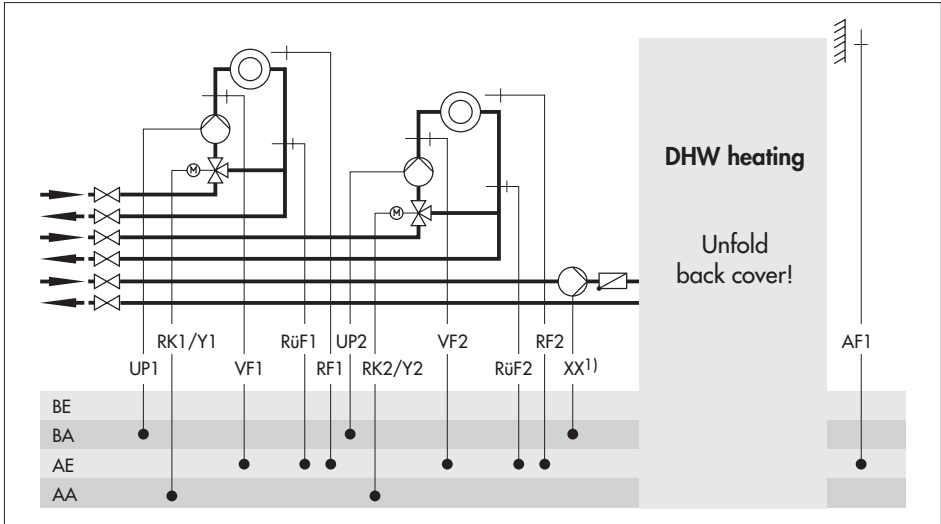 DHW heating
Unfold
back cover!
M
M
RK1/Y1 RüF1 UP2 VF2 RF2 AF1
UP1 VF1 RF1 RK2/Y2 RüF2 XX1)
BE
BA
AE
AA